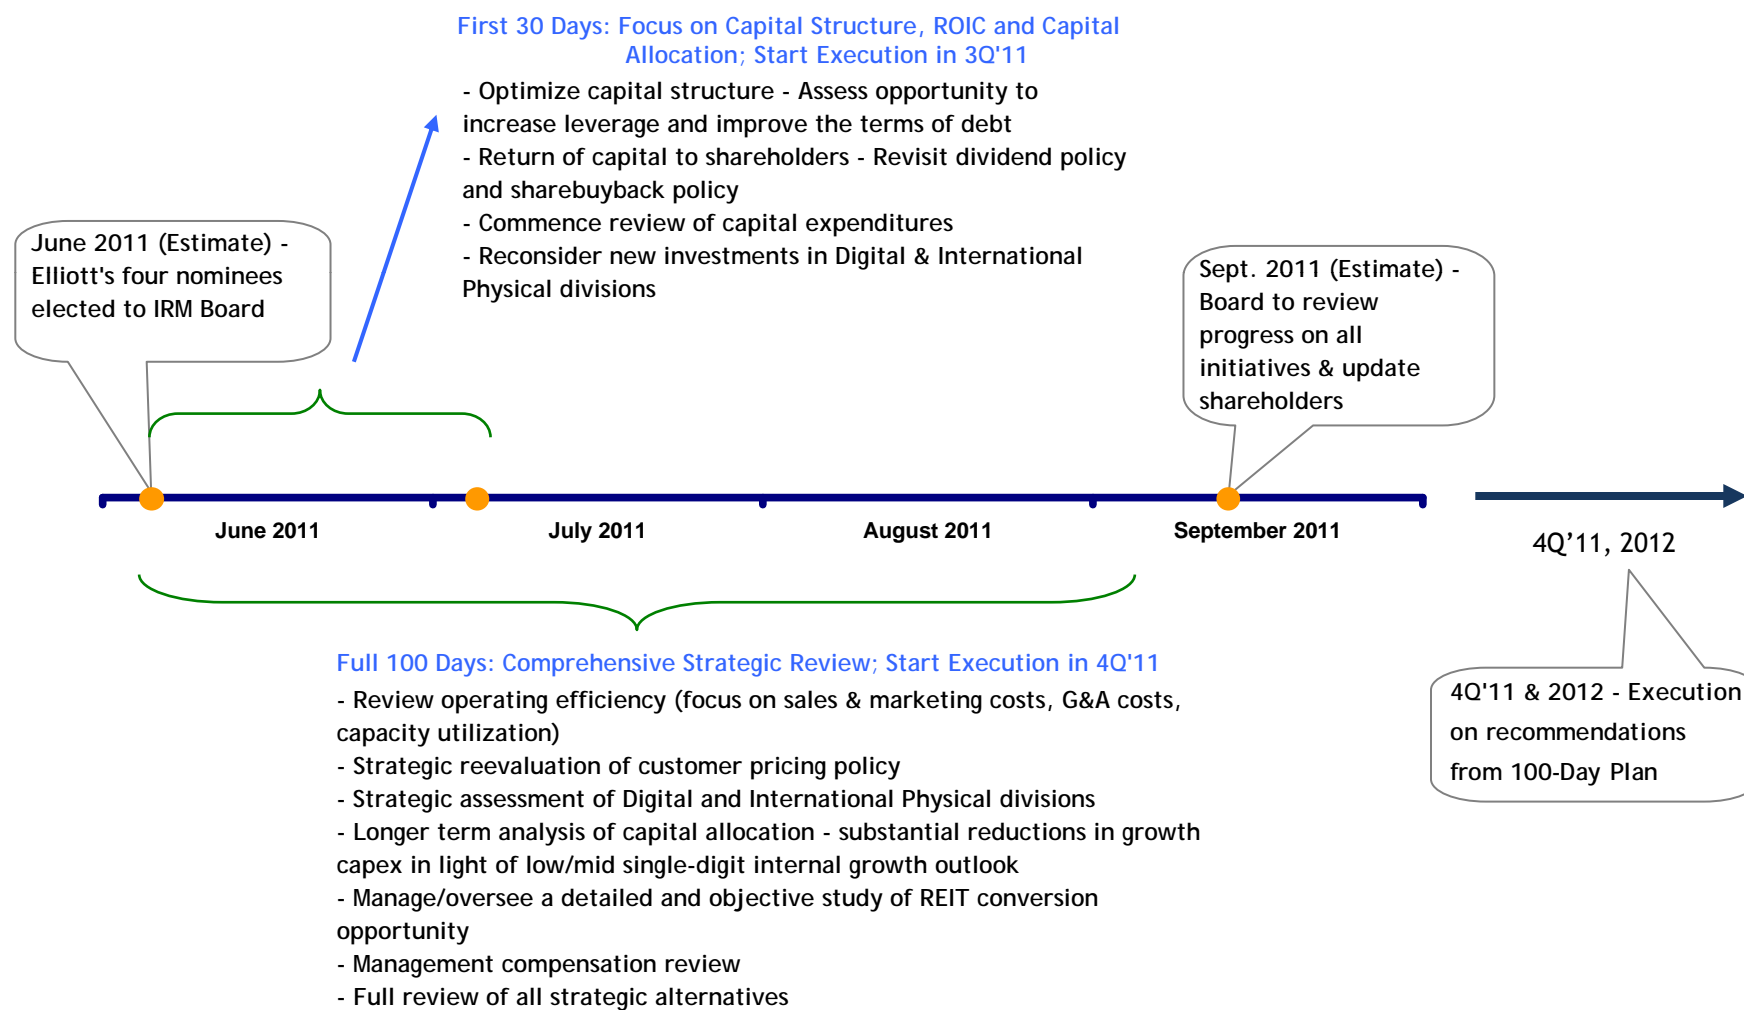 First 30 Days: Focus on Capital Structure, ROIC and Capital
Allocation; Start Execution in 3Q'11
- Optimize capital structure - Assess opportunity to
increase leverage and improve the terms of debt
- Return of capital to shareholders - Revisit dividend policy
and sharebuyback policy
- Commence review of capital expenditures
- Reconsider new investments in Digital & International
Physical divisions
June 2011 (Estimate) -
Elliott's four nominees
elected to IRM Board
Sept. 2011 (Estimate) -
Board to review
progress on all
initiatives & update
shareholders
June 2011
July 2011
August 2011
September 2011
4Q’11, 2012
Full 100 Days: Comprehensive Strategic Review; Start Execution in 4Q'11
- Review operating efficiency (focus on sales & marketing costs, G&A costs,
capacity utilization)
- Strategic reevaluation of customer pricing policy
- Strategic assessment of Digital and International Physical divisions
- Longer term analysis of capital allocation - substantial reductions in growth
capex in light of low/mid single-digit internal growth outlook
- Manage/oversee a detailed and objective study of REIT conversion
opportunity
- Management compensation review
- Full review of all strategic alternatives
4Q'11 & 2012 - Execution
on recommendations
from 100-Day Plan